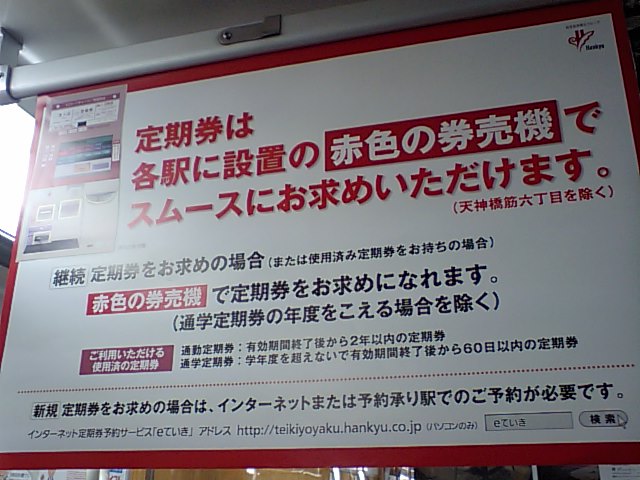 Hankyu
定期券は
各駅に設置の 赤色の券売機で
スムースにお求めいただけます。
(天神橋筋六丁目を除く)
継続 定期券をお求めの場合(または使用済み定期券をお持ちの場合)
赤色の券売機 で定期券をお求めになれます。
(通学定期券の年度をこえる場合を除く)
ご利用いただける
使用済の定期券
通勤定期券：有効期間終了後から2年以内の定期券
通学定期券：学年度を超えないで有効期間終了後から60日以内の定期券
新規 定期券をお求めの場合は、インターネットまたは予約承り駅でのご予約が必要です。
インターネット定期券予約サービス「eていき」 アドレス http://teikiyoyaku.hankyu.co.jp (パソコンのみ) eていき 検索